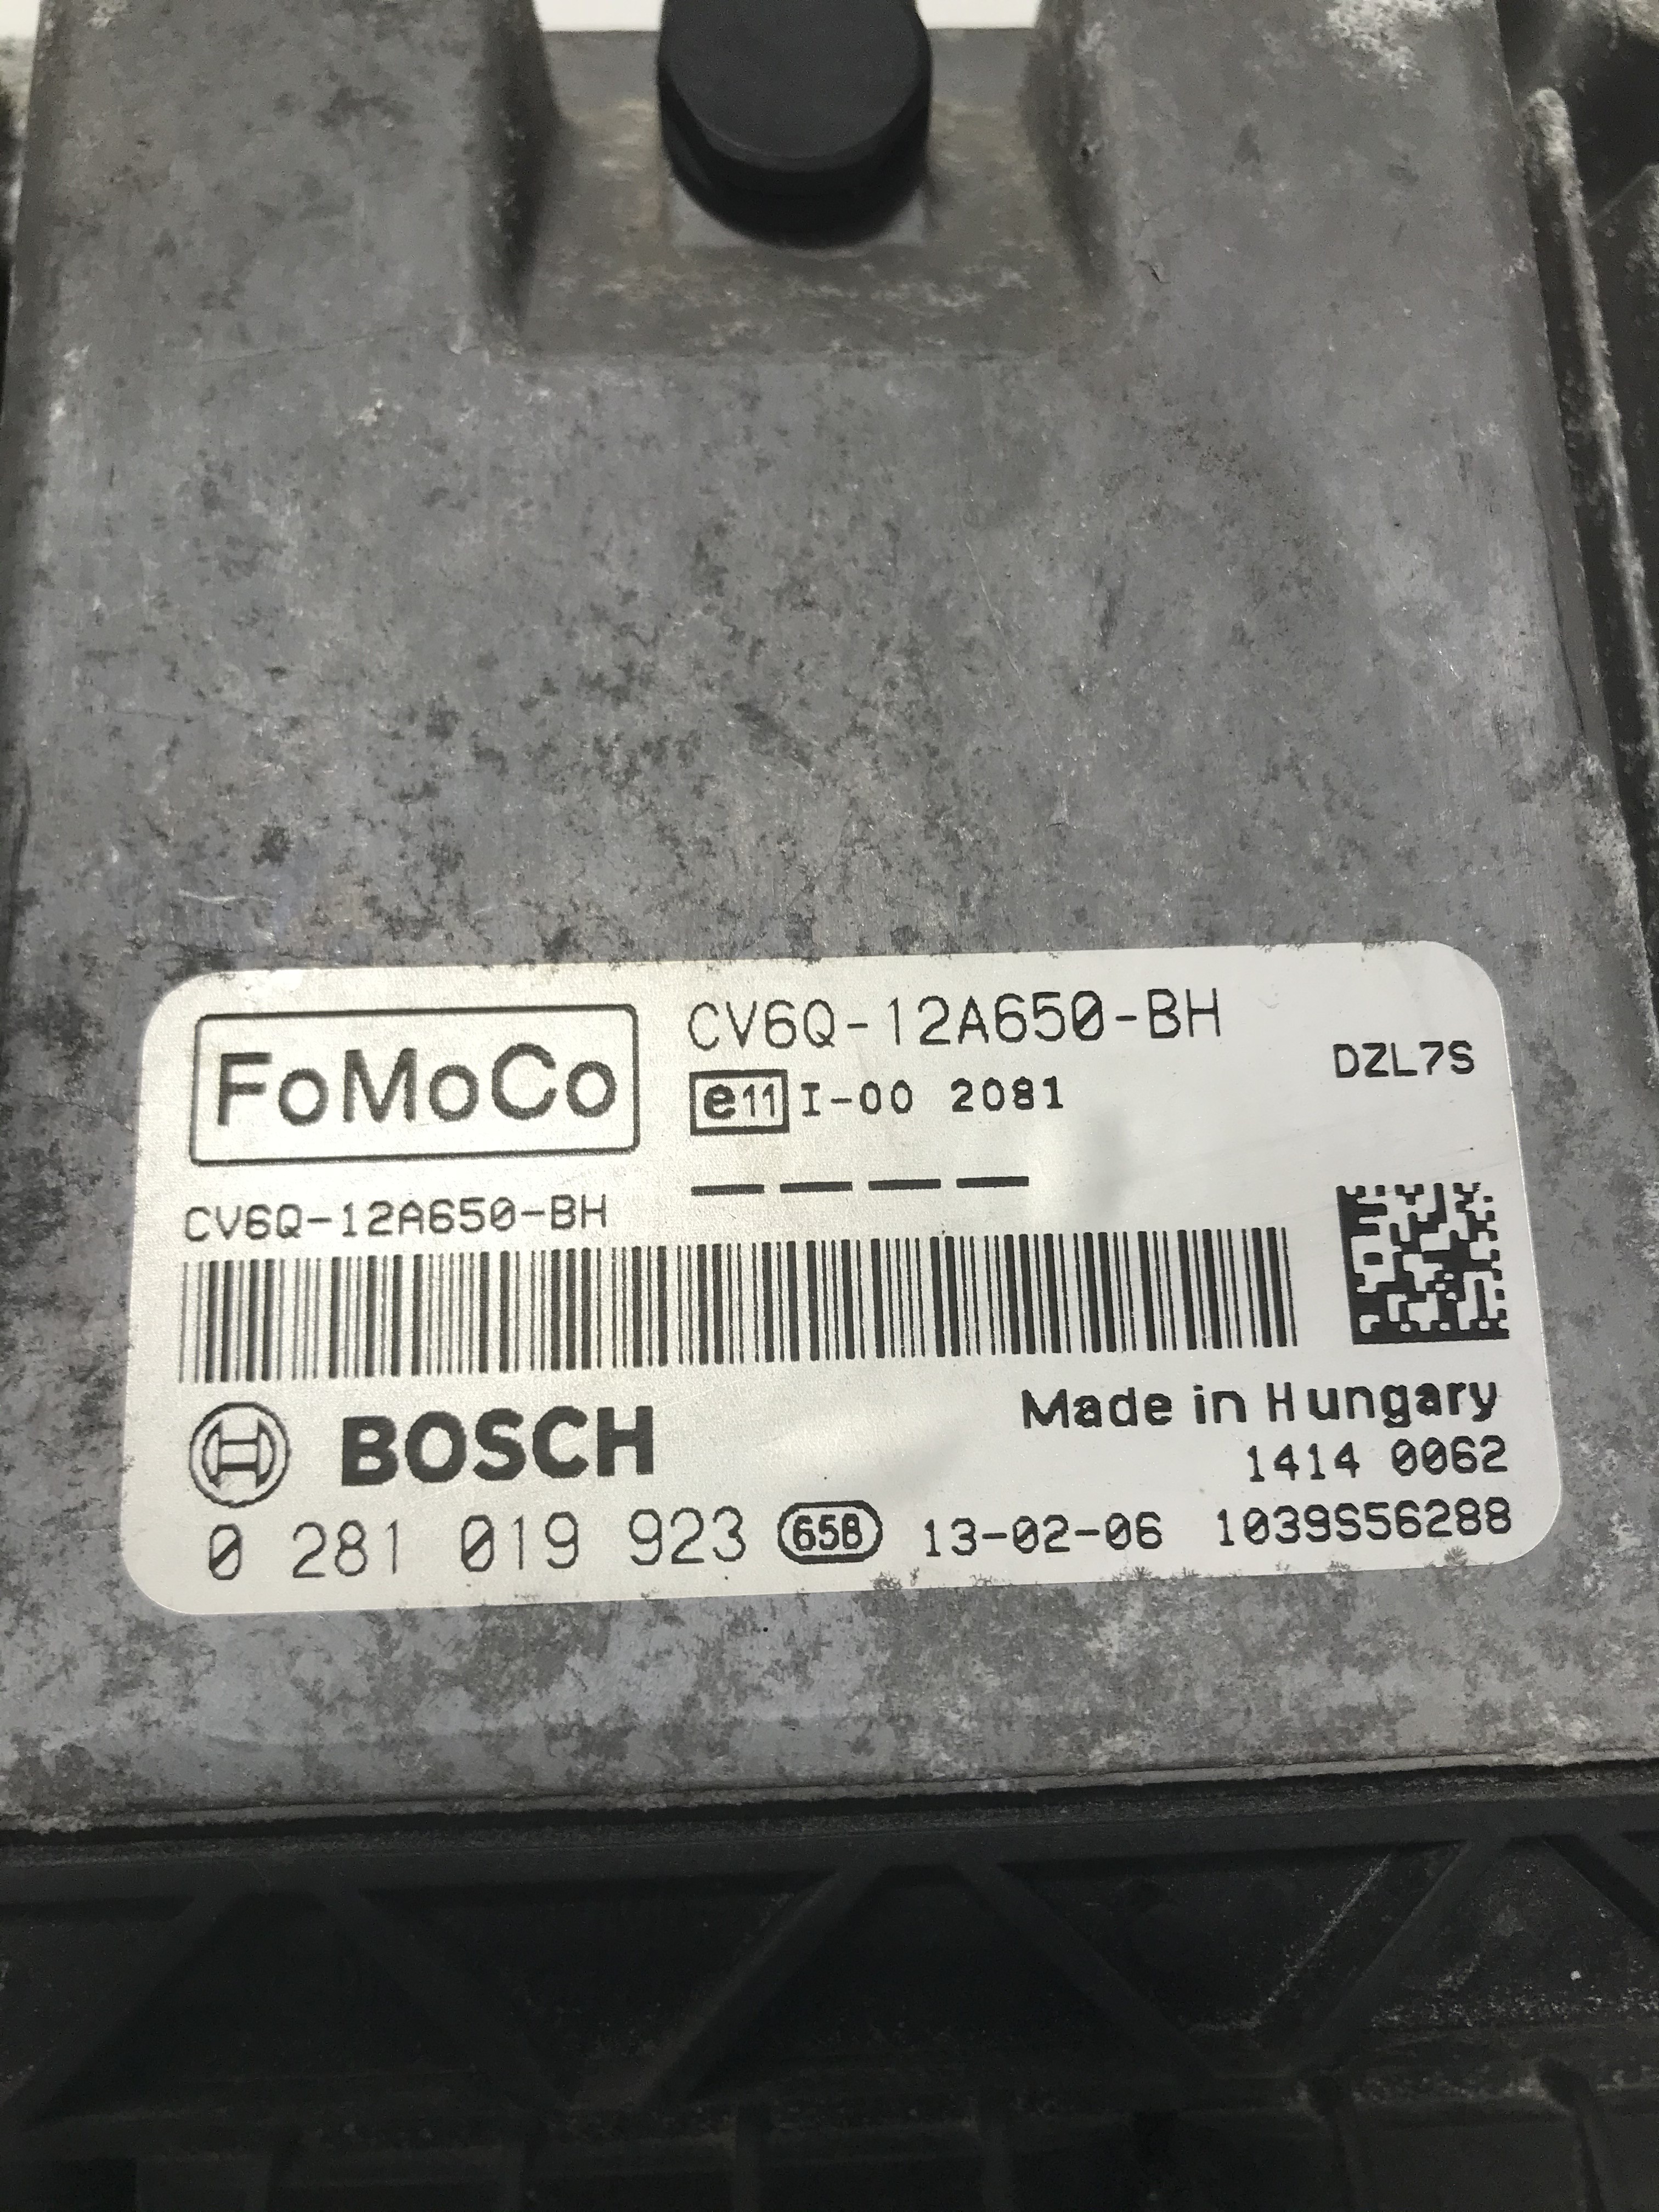 FoMoCo
CV6Q-12A650-BH
DZL7S
e11 I-00 2081
CV6Q-12A650-BH
BOSCH
Made in Hungary
1414 0062
0 281 019 923 658 13-02-06 1039S56288